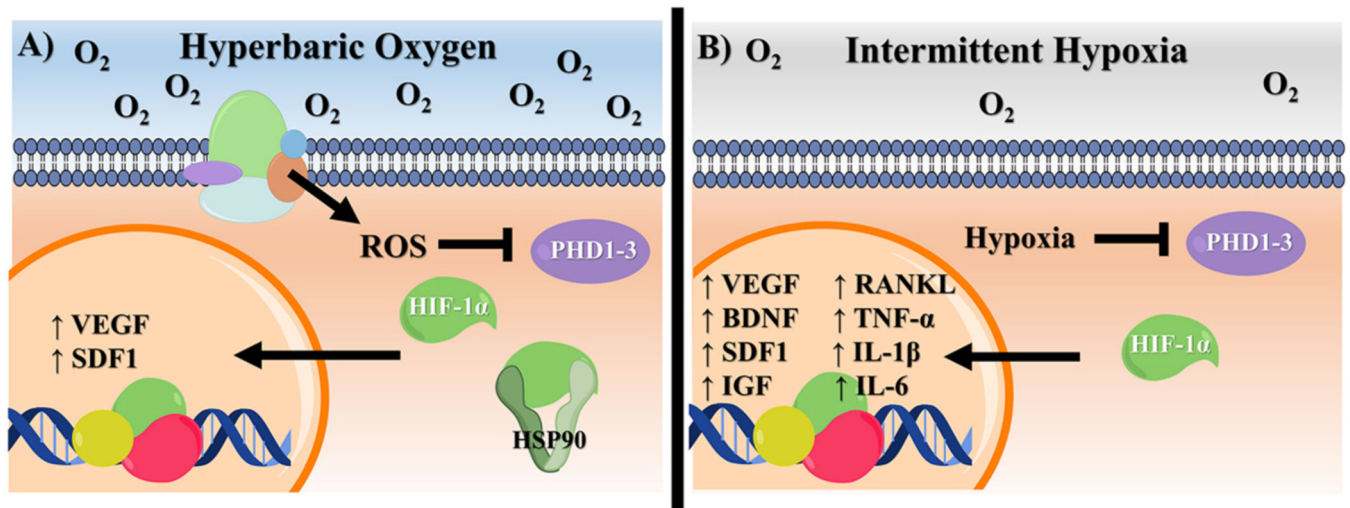 A) Hyperbaric Oxygen
O₂
O₂
O₂
O₂
O₂
O₂
O₂
O₂
ROS
PHD1-3
HIF-1α
↑ VEGF
↑ SDF1
HSP90
B) Intermittent Hypoxia
O₂
O₂
O₂
Hypoxia
PHD1-3
↑ VEGF ↑ RANKL
↑ BDNF ↑ TNF-α
↑ SDF1 ↑ IL-1β
↑ IGF ↑ IL-6
HIF-1α